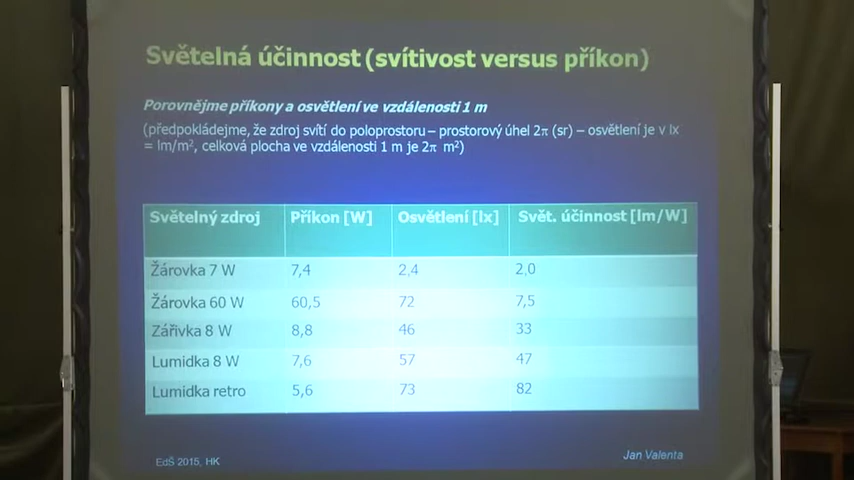 Světelná účinnost (svítivost versus příkon)
Porovnějme příkony a osvětlení ve vzdálenosti 1 m
(předpokládejme, že zdroj svítí do poloprostoru – prostorový úhel 2π (sr) – osvětlení je v lx
= lm/m², celková plocha ve vzdálenosti 1 m je 2π m²)
Světelný zdroj Příkon [W] Osvětlení [lx] Svět. účinnost [lm/W]
Žárovka 7 W 7,4 2,4 2,0
Žárovka 60 W 60,5 72 7,5
Zářivka 8 W 8,8 46 33
Lumidka 8 W 7,6 57 47
Lumidka retro 5,6 73 82
EdŠ 2015, HK
Jan Valenta